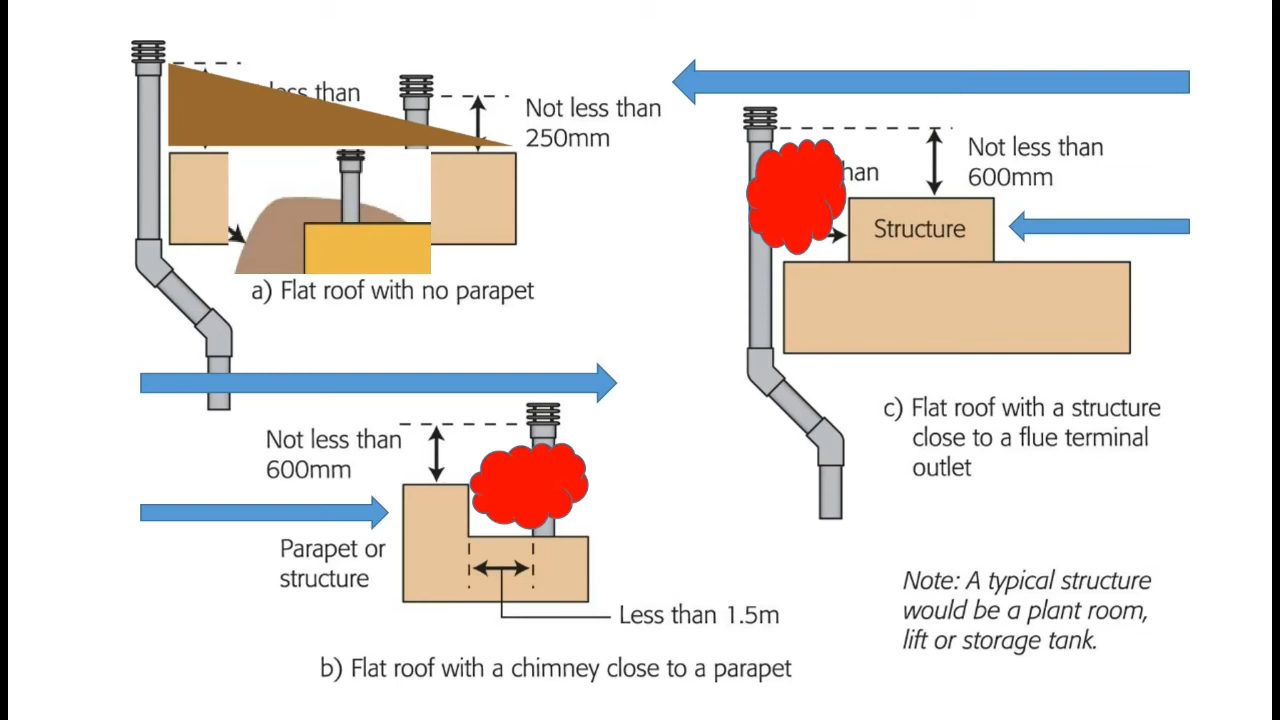 less than
Not less than
250mm
a) Flat roof with no parapet
Not less than
600mm
Structure
c) Flat roof with a structure
close to a flue terminal
outlet
Not less than
600mm
Parapet or
structure
Less than 1.5m
b) Flat roof with a chimney close to a parapet
Note: A typical structure
would be a plant room,
lift or storage tank.